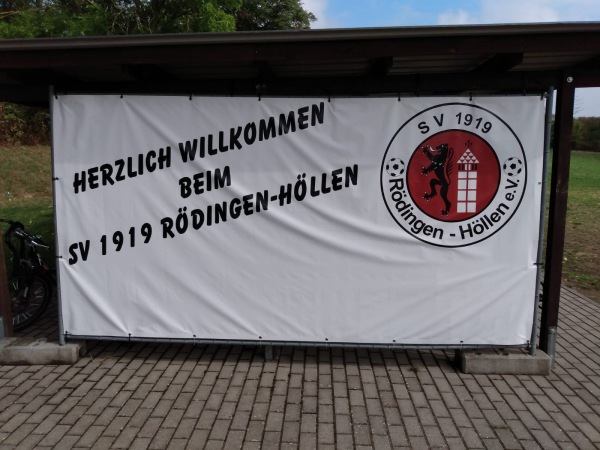 HERZLICH WILLKOMMEN
BEIM
SV 1919 RÖDINGEN-HÖLLEN
SV 1919
Rödingen - Höllen e.V.